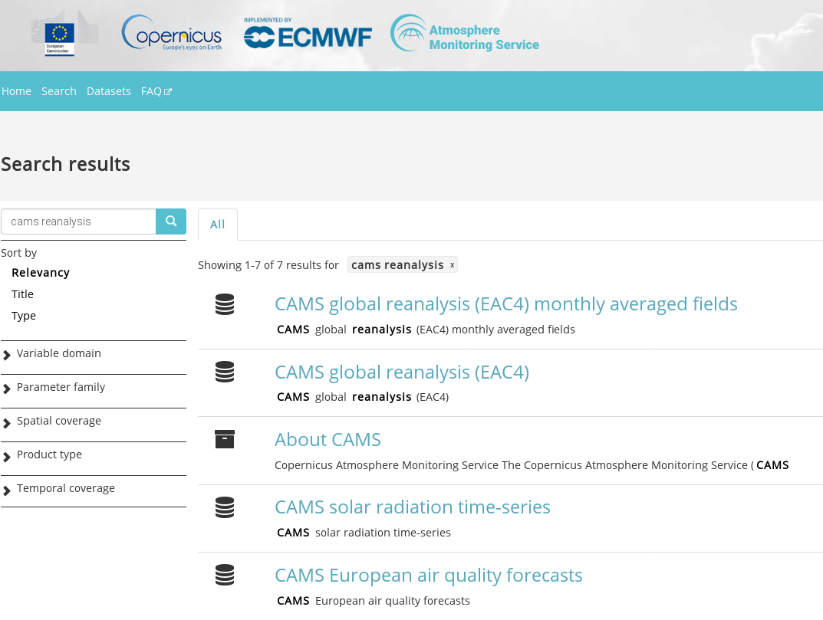 European
Commission
opernicus
Europe's eyes on Earth
IMPLEMENTED BY
ECMWF
Atmosphere
Monitoring Service
Home Search Datasets FAQ
Search results
cams reanalysis
All
Sort by
Relevancy
Title
Type
Variable domain
Parameter family
Spatial coverage
Product type
Temporal coverage
Showing 1-7 of 7 results for cams reanalysis x
CAMS global reanalysis (EAC4) monthly averaged fields
CAMS global reanalysis (EAC4) monthly averaged fields
CAMS global reanalysis (EAC4)
CAMS global reanalysis (EAC4)
About CAMS
Copernicus Atmosphere Monitoring Service The Copernicus Atmosphere Monitoring Service ( CAMS
CAMS solar radiation time-series
CAMS solar radiation time-series
CAMS European air quality forecasts
CAMS European air quality forecasts